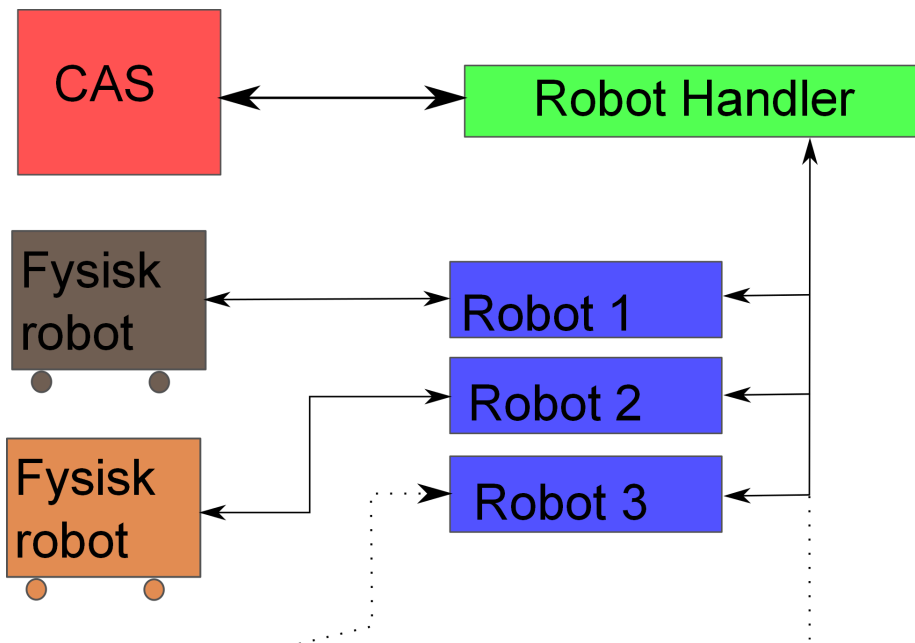 CAS
Robot Handler
Fysisk
robot
Robot 1
Robot 2
Fysisk
robot
Robot 3